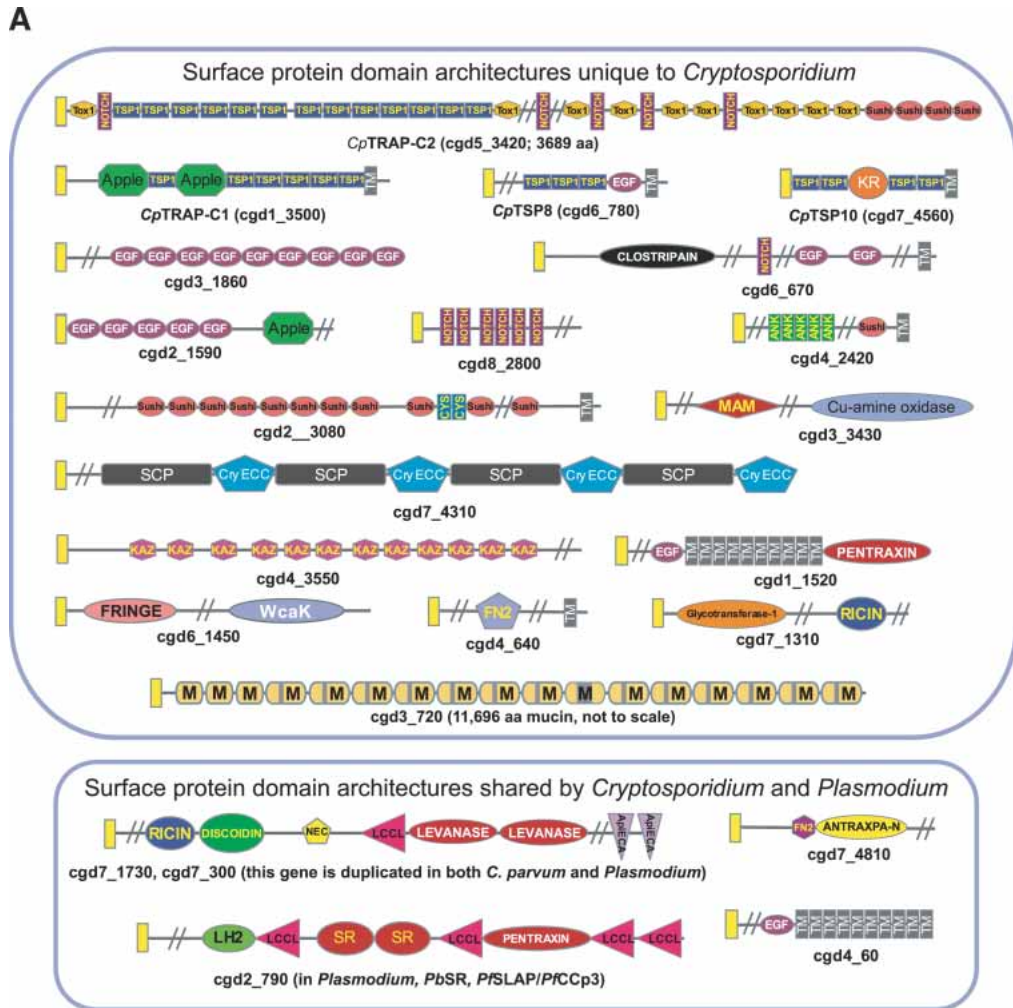 A
Surface protein domain architectures unique to Cryptosporidium
Tox1 NOTCH TSP1 TSP1 TSP1 TSP1 TSP1 TSP1 TSP1 TSP1 TSP1 TSP1 TSP1 TSP1 TSP1 Tox1 NOTCH Tox1 NOTCH Tox1 NOTCH Tox1 Tox1 NOTCH Tox1 Tox1 Tox1 Tox1 Sushi Sushi Sushi Sushi
CpTRAP-C2 (cgd5_3420; 3689 aa)
Apple TSP1 Apple TSP1 TSP1 TSP1 TSP1 TSP1 TM
CpTRAP-C1 (cgd1_3500)
TSP1 TSP1 TSP1 EGF TM
CpTSP8 (cgd6_780)
TSP1 TSP1 KR TSP1 TSP1 TM
CpTSP10 (cgd7_4560)
EGF EGF EGF EGF EGF EGF EGF EGF EGF
cgd3_1860
CLOSTRIPAIN NOTCH EGF EGF TM
cgd6_670
EGF EGF EGF EGF EGF Apple
cgd2_1590
NOTCH NOTCH NOTCH NOTCH NOTCH NOTCH
cgd8_2800
ANK ANK ANK ANK ANK Sushi TM
cgd4_2420
Sushi Sushi Sushi Sushi Sushi Sushi Sushi Sushi Sushi CYS CYS Sushi Sushi TM
cgd2__3080
MAM Cu-amine oxidase
cgd3_3430
SCP Cry ECC SCP Cry ECC SCP Cry ECC SCP Cry ECC
cgd7_4310
KAZ KAZ KAZ KAZ KAZ KAZ KAZ KAZ KAZ KAZ KAZ
cgd4_3550
EGF TM TM TM TM TM TM TM TM TM TM PENTRAXIN
cgd1_1520
FRINGE WcaK
cgd6_1450
FN2 TM
cgd4_640
Glycotransferase-1 RICIN
cgd7_1310
M M M M M M M M M M M M M M M M M
cgd3_720 (11,696 aa mucin, not to scale)
Surface protein domain architectures shared by Cryptosporidium and Plasmodium
RICIN DISCOIDIN NEC LCCL LEVANASE LEVANASE ApiECA ApiECA
cgd7_1730, cgd7_300 (this gene is duplicated in both C. parvum and Plasmodium)
FN2 ANTRAXPA-N
cgd7_4810
LH2 LCCL SR SR LCCL PENTRAXIN LCCL LCCL
cgd2_790 (in Plasmodium, PbSR, PfSLAP/PfCCp3)
EGF TM TM TM TM TM TM TM TM TM TM
cgd4_60